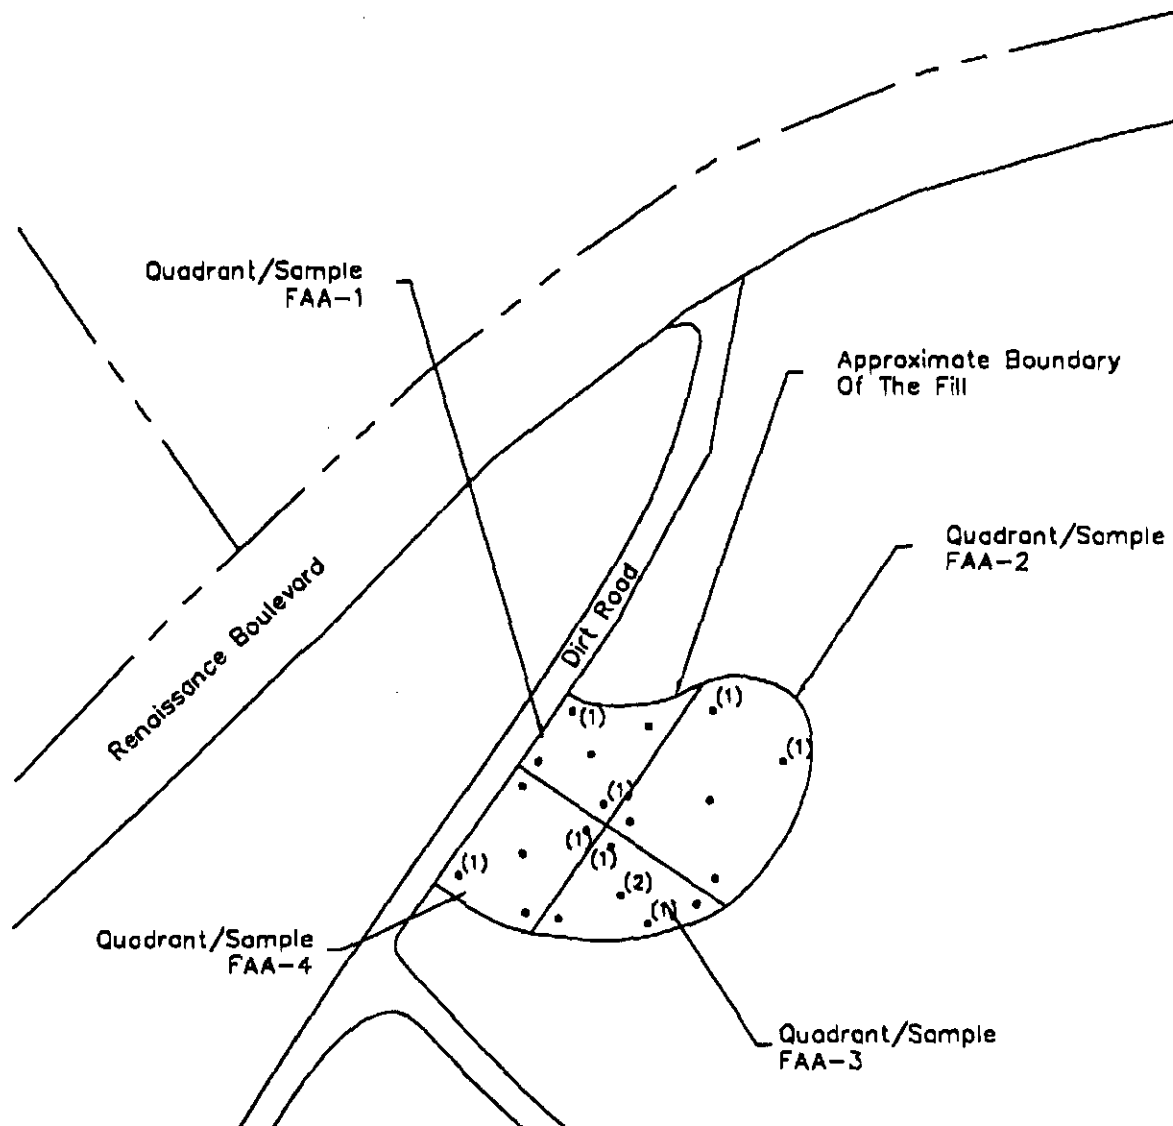 Quadrant/Sample
FAA-1
Approximate Boundary
Of The Fill
Quadrant/Sample
FAA-2
Dirt Road
Renaissance Boulevard
(1)
(1)
(1)
(1)
(1)
(1)
(1)
(2)
(1)
Quadrant/Sample
FAA-4
Quadrant/Sample
FAA-3